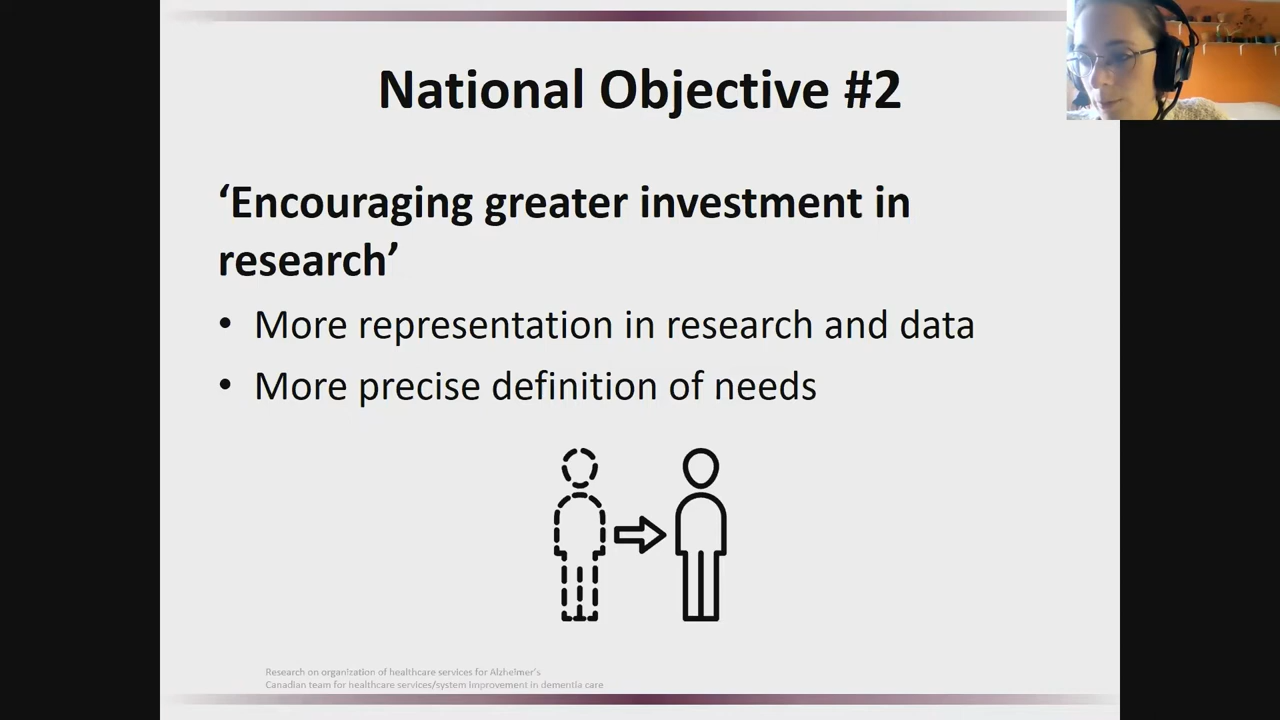 National Objective #2
‘Encouraging greater investment in
research’
• More representation in research and data
• More precise definition of needs
Research on organization of healthcare services for Alzheimer's
Canadian team for healthcare services/system improvement in dementia care